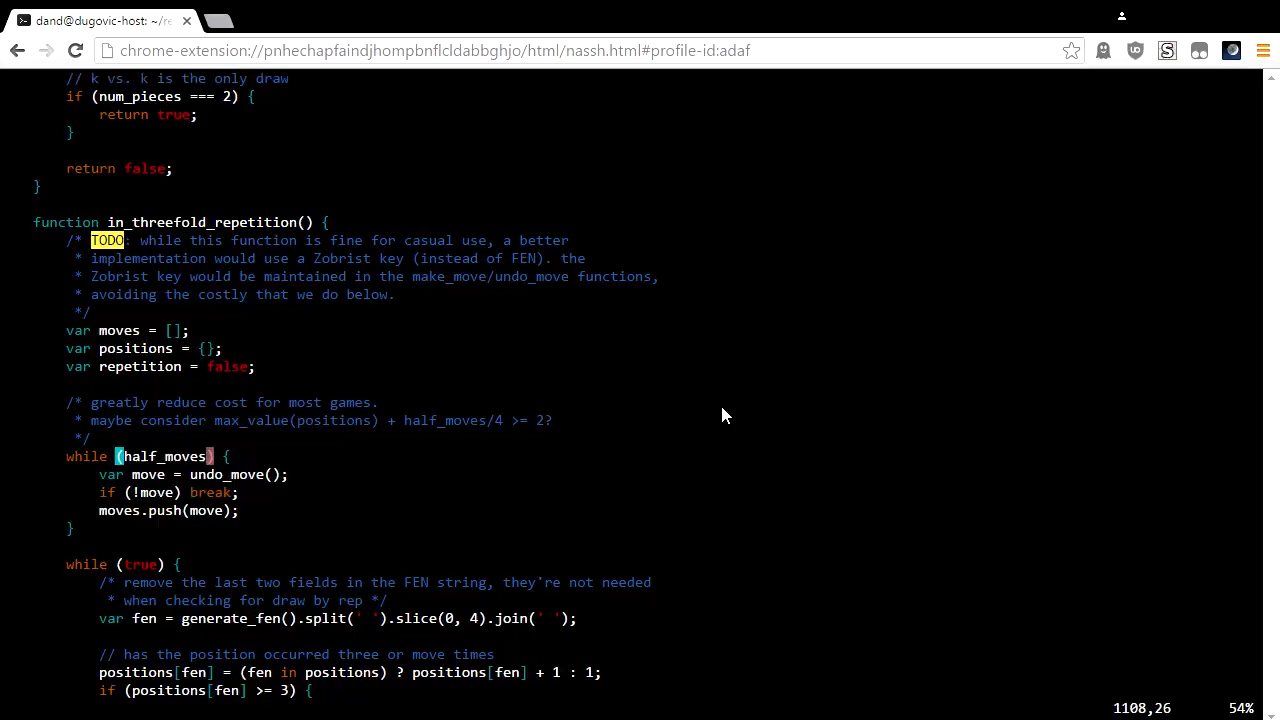 dand@dugovic-host: ~/re
chrome-extension://pnhechapfaindjhompbnflcldabbghjo/html/nassh.html#profile-id:adaf
// k vs. k is the only draw
if (num_pieces === 2) {
return true;
}
return false;
}
function in_threefold_repetition() {
/* TODO: while this function is fine for casual use, a better
* implementation would use a Zobrist key (instead of FEN). the
* Zobrist key would be maintained in the make_move/undo_move functions,
* avoiding the costly that we do below.
*/
var moves = [];
var positions = {};
var repetition = false;
/* greatly reduce cost for most games.
* maybe consider max_value(positions) + half_moves/4 >= 2?
*/
while (half_moves) {
var move = undo_move();
if (!move) break;
moves.push(move);
}
while (true) {
/* remove the last two fields in the FEN string, they're not needed
* when checking for draw by rep */
var fen = generate_fen().split(' ').slice(0, 4).join(' ');
// has the position occurred three or move times
positions[fen] = (fen in positions) ? positions[fen] + 1 : 1;
if (positions[fen] >= 3) {
1108,26 54%